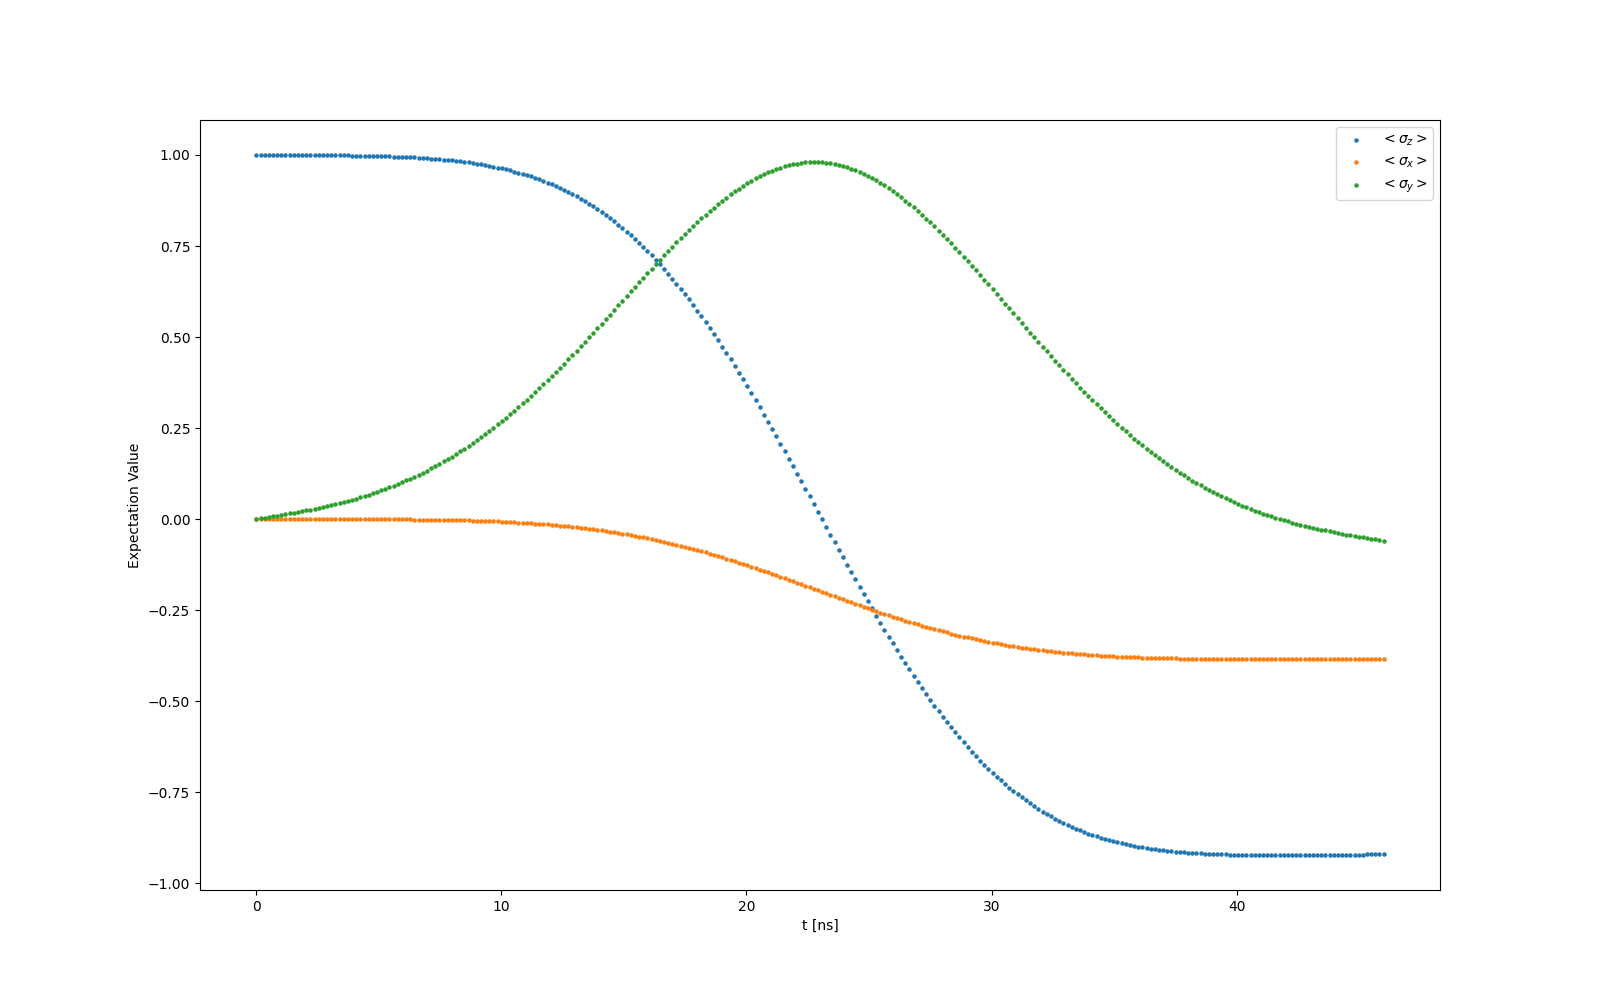 < σz >
< σx >
< σy >
1.00
0.75
0.50
0.25
0.00
−0.25
−0.50
−0.75
−1.00
Expectation Value
0 10 20 30 40
t [ns]